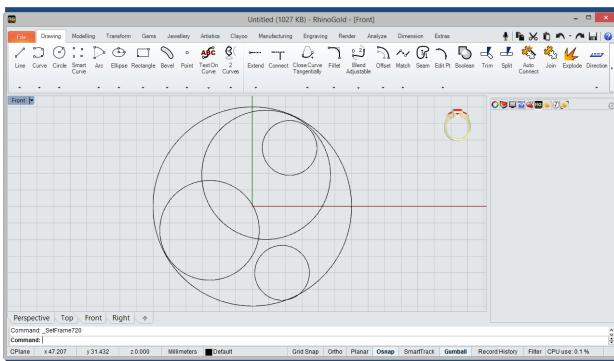 Untitled (1027 KB) - RhinoGold - [Front]
File Drawing Modelling Transform Gems Jewellery Artistics Clayoo Manufacturing Engraving Render Analyze Dimension Extras
Line Curve Circle Smart Curve Arc Ellipse Rectangle Bevel Point Text On Curve 2 Curves Extend Connect Close Curve Tangentially Fillet Blend Adjustable Offset Match Seam Edit Pt Boolean Trim Split Auto Connect Join Explode Direction
Front
Perspective Top Front Right
Command: _SetFrame720
Command:
CPlane x 47.207 y 31.432 z 0.000 Millimeters Default Grid Snap Ortho Planar Osnap SmartTrack Gumball Record History Filter CPU use: 0.1 %